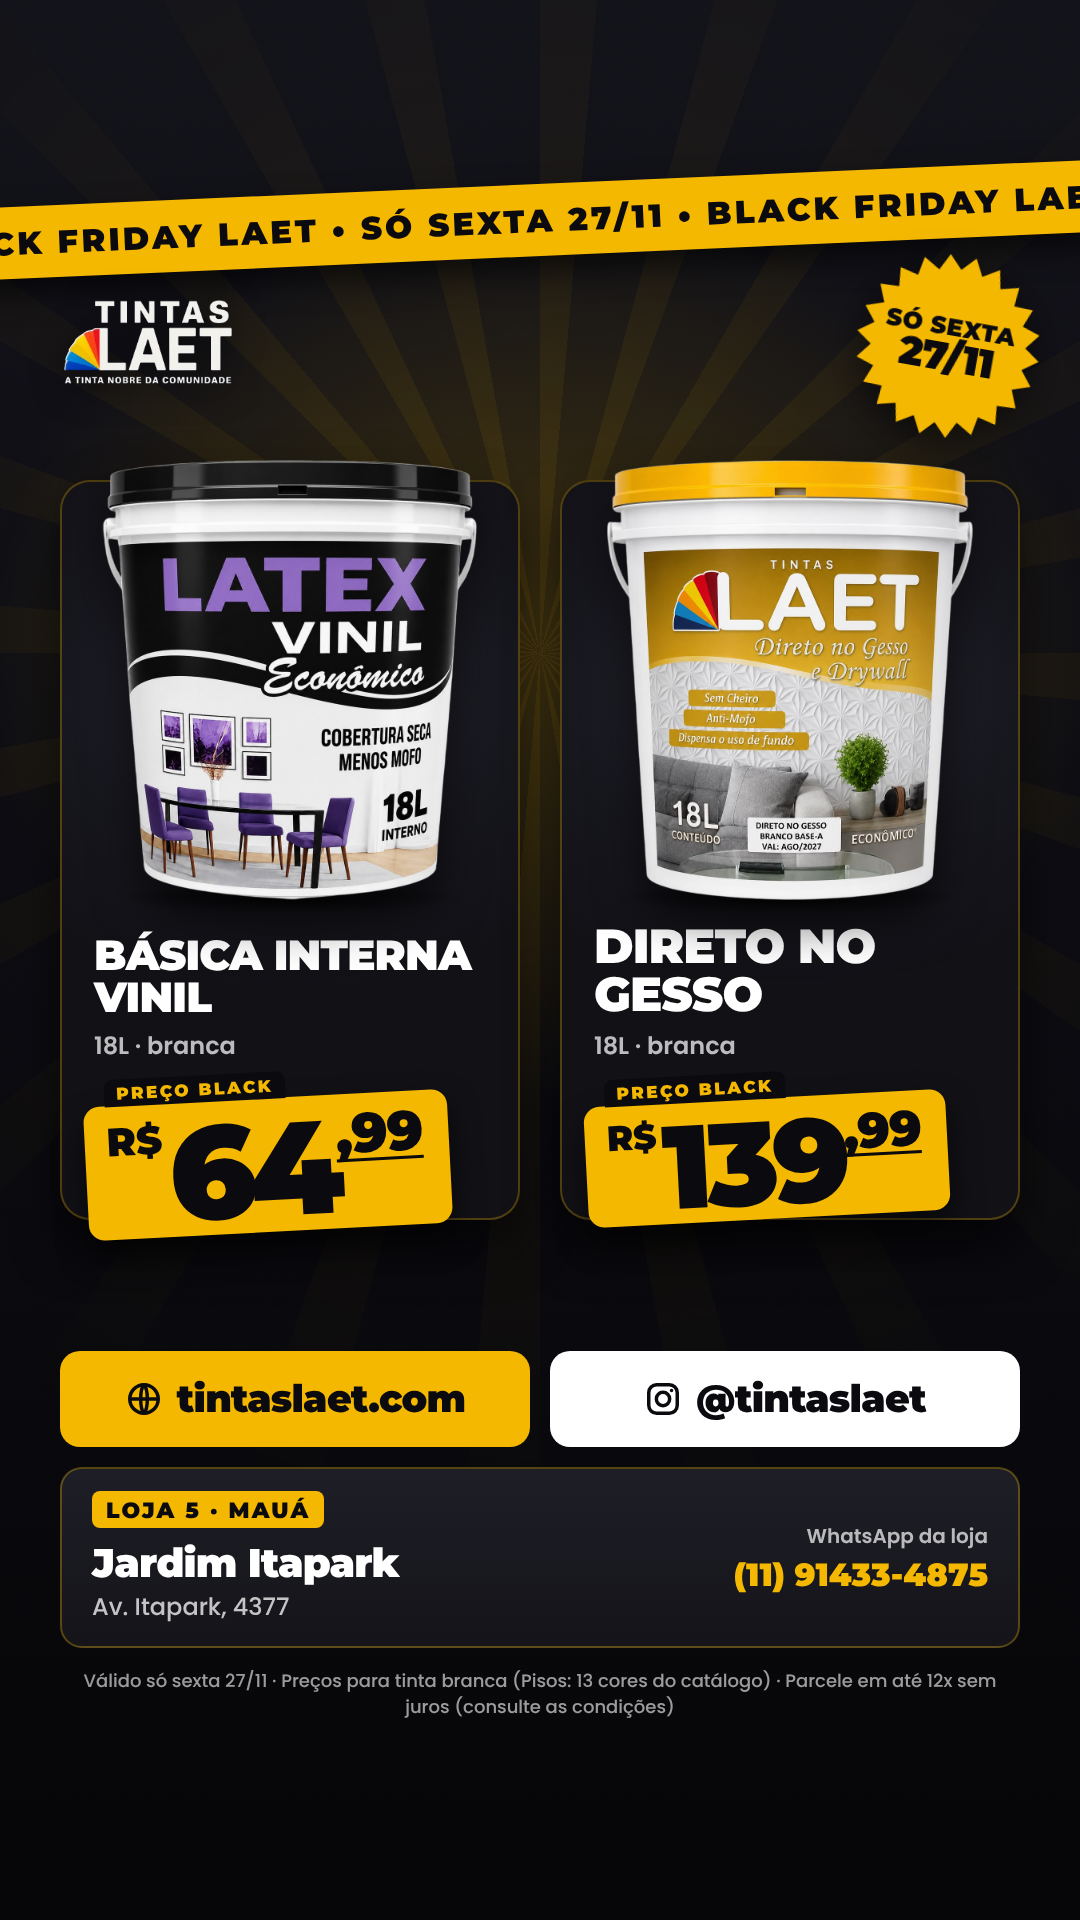 CK FRIDAY LAET • SÓ SEXTA 27/11 • BLACK FRIDAY LAE
TINTAS
LAET
A TINTA NOBRE DA COMUNIDADE
SÓ SEXTA
27/11
LATEX
VINIL
Econômico
COBERTURA SECA
MENOS MOFO
18L
INTERNO
TINTAS
LAET
Direto no Gesso
e Drywall
Sem Cheiro
Anti-Mofo
Dispensa o uso de fundo
18L
CONTEÚDO
DIRETO NO GESSO
BRANCO BASE-A
VAL: AGO/2027
ECONÔMICO
BÁSICA INTERNA
VINIL
18L · branca
PREÇO BLACK
R$ 64,99
DIRETO NO
GESSO
18L · branca
PREÇO BLACK
R$ 139,99
tintaslaet.com
@tintaslaet
LOJA 5 · MAUÁ
Jardim Itapark
Av. Itapark, 4377
WhatsApp da loja
(11) 91433-4875
Válido só sexta 27/11 · Preços para tinta branca (Pisos: 13 cores do catálogo) · Parcele em até 12x sem
juros (consulte as condições)